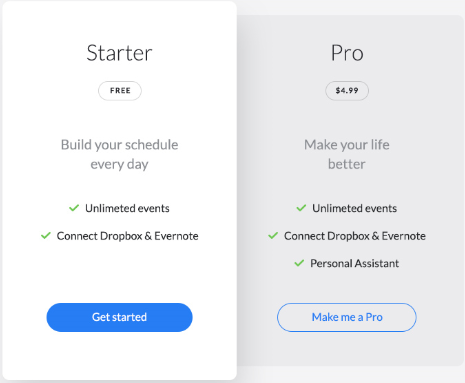 Starter
FREE
Build your schedule
every day
Unlimeted events
Connect Dropbox & Evernote
Get started
Pro
$4.99
Make your life
better
Unlimeted events
Connect Dropbox & Evernote
Personal Assistant
Make me a Pro